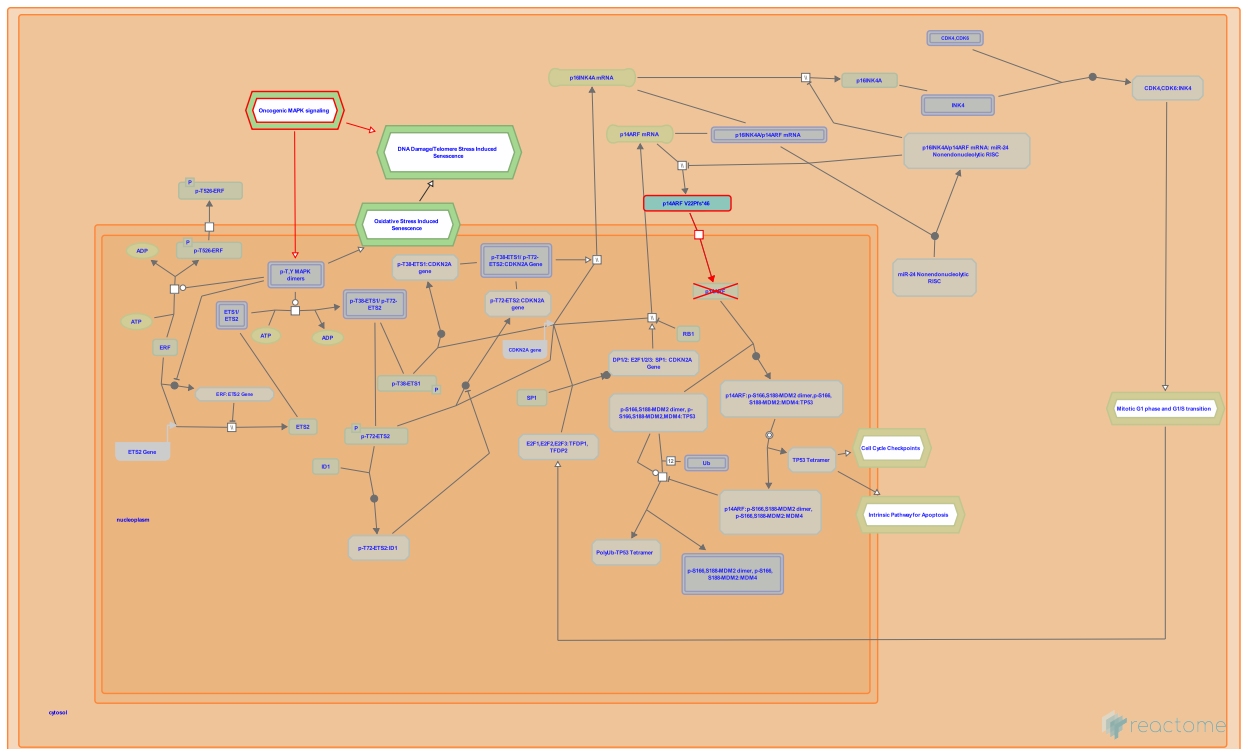 CDK4,CDK6
p16INK4A mRNA
p16INK4A
CDK4,CDK6:INK4
INK4
Oncogenic MAPK signaling
p14ARF mRNA
p16INK4A/p14ARF mRNA
DNA Damage/Telomere Stress Induced
Senescence
p16INK4A/p14ARF mRNA: miR-24
Nonendonucleolytic RISC
P
p-T526-ERF
p14ARF V22Pfs*46
Oxidative Stress Induced
Senescence
P
p-T526-ERF
ADP
p-T,Y MAPK
dimers
p-T38-ETS1:CDKN2A
gene
p-T38-ETS1/ p-T72-
ETS2:CDKN2A Gene
miR-24 Nonendonucleolytic
RISC
ETS1/
ETS2
p-T38-ETS1/ p-T72-
ETS2
p-T72-ETS2:CDKN2A
gene
ATP
ATP
ADP
RB1
ERF
CDKN2A gene
DP1/2: E2F1/2/3: SP1: CDKN2A
Gene
p-T38-ETS1
P
ERF:ETS2 Gene
SP1
p14ARF:p-S166,S188-MDM2 dimer,p-S166,
S188-MDM2:MDM4:TP53
p-S166,S188-MDM2 dimer, p-
S166,S188-MDM2,MDM4:TP53
Mitotic G1 phase and G1/S transition
ETS2
P
p-T72-ETS2
ETS2 Gene
E2F1,E2F2,E2F3:TFDP1,
TFDP2
Cell Cycle Checkpoints
TP53 Tetramer
12
Ub
ID1
p14ARF:p-S166,S188-MDM2 dimer,
p-S166,S188-MDM2:MDM4
Intrinsic Pathway for Apoptosis
nucleoplasm
p-T72-ETS2:ID1
PolyUb-TP53 Tetramer
p-S166,S188-MDM2 dimer, p-S166,
S188-MDM2:MDM4
cytosol
reactome